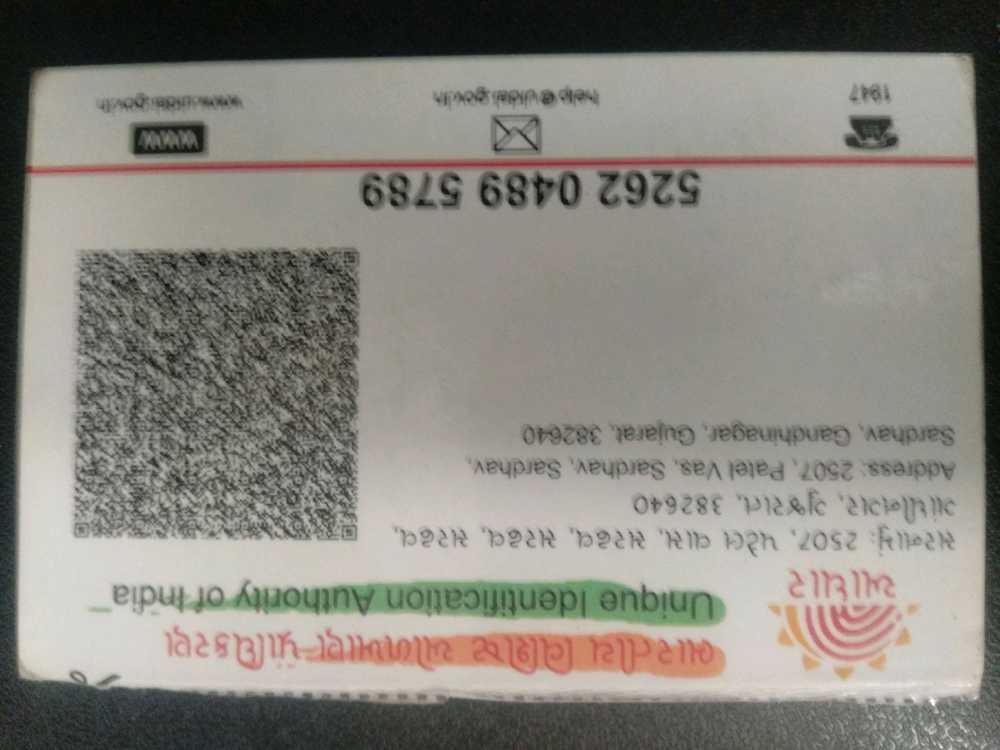 ભારતીય વિશિષ્ટ ઓળખાણ પ્રાધિકરણ
Unique Identification Authority of India
આધાર
સરનામું: 2507, પટેલ વાસ, સરઢવ, સરઢવ, સરઢવ,
ગાંધીનગર, ગુજરાત, 382640
Address: 2507, Patel Vas, Sardhav, Sardhav,
Sardhav, Gandhinagar, Gujarat, 382640
5262 0489 5789
1947
help@uidai.gov.in
WWW
www.uidai.gov.in